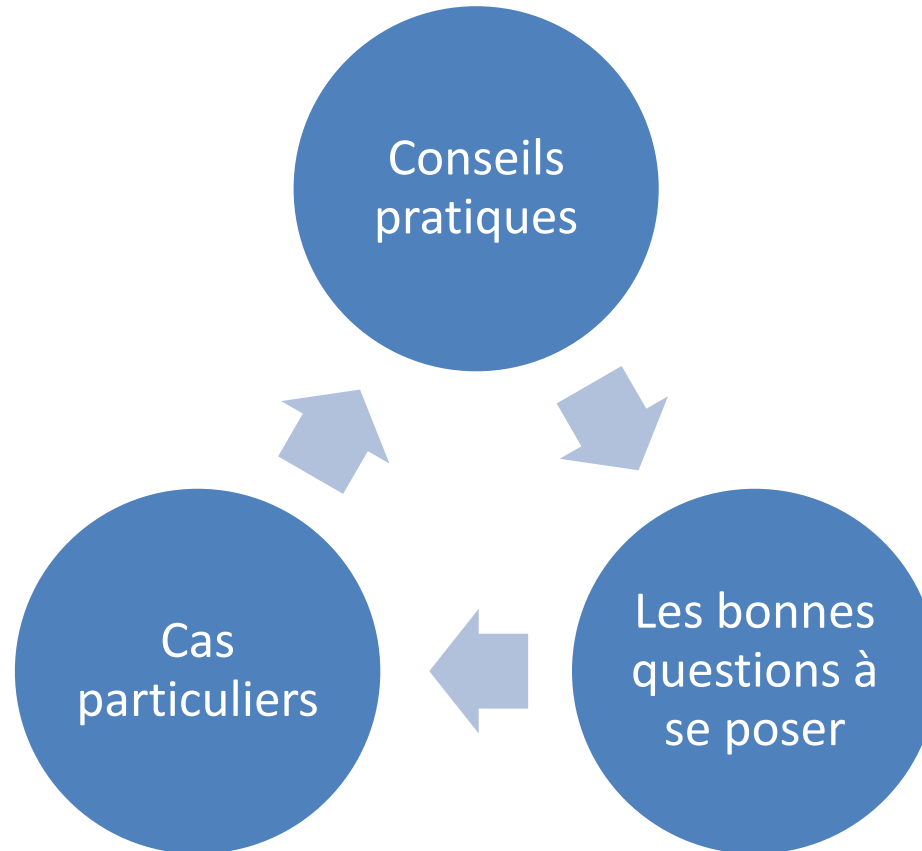 Conseils
pratiques
Les bonnes
questions à
se poser
Cas
particuliers